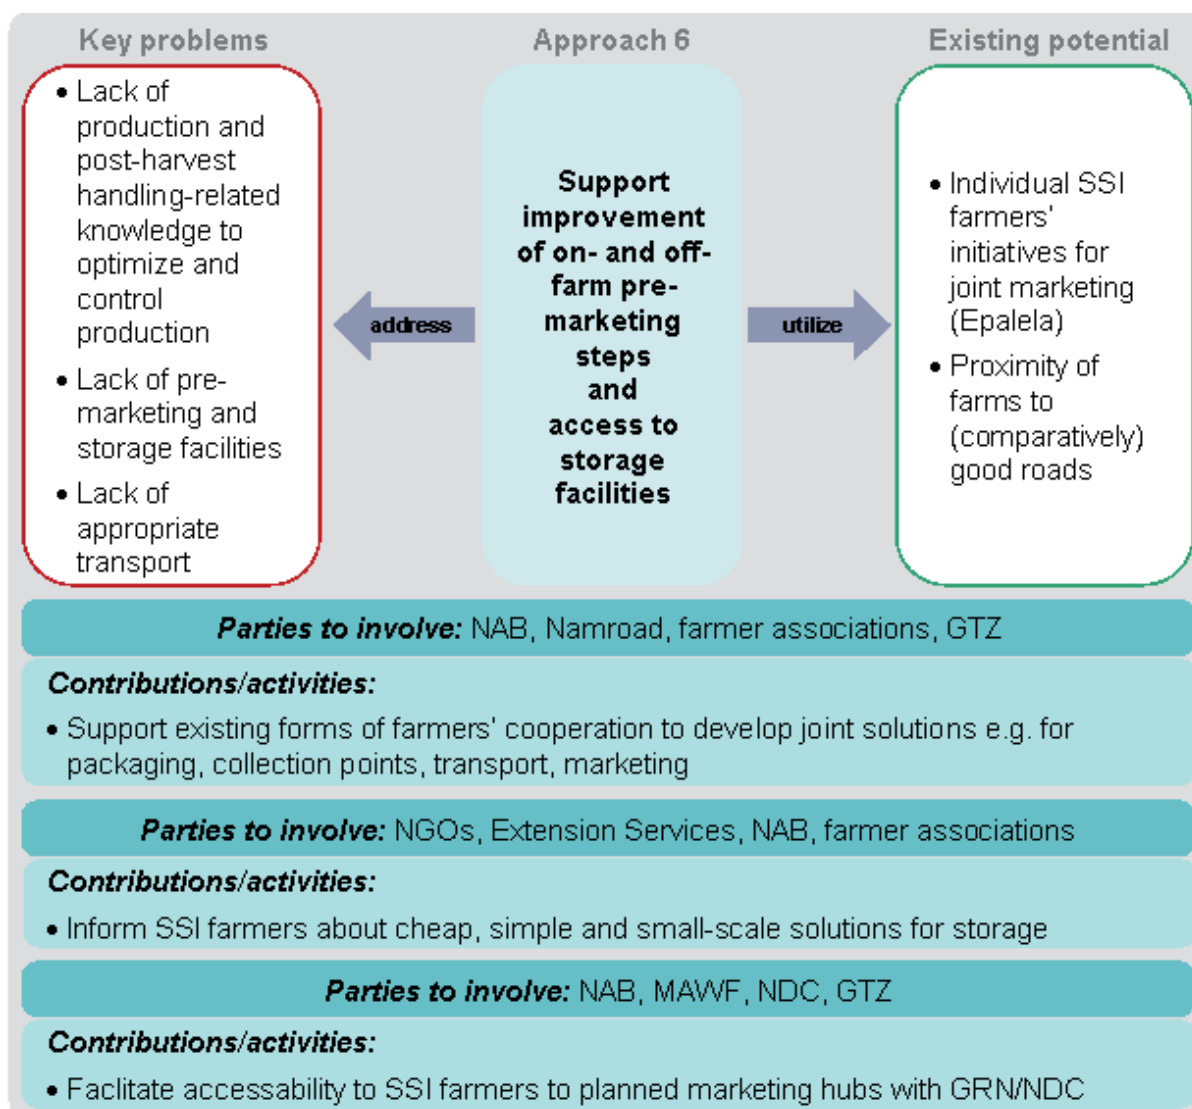 Key problems
Approach 6
Existing potential
• Lack of
production and
post-harvest
handling-related
knowledge to
optimize and
control
production
• Lack of pre-
marketing and
storage facilities
• Lack of
appropriate
transport
address
Support
improvement
of on- and off-
farm pre-
marketing
steps
and
access to
storage
facilities
utilize
• Individual SSI
farmers'
initiatives for
joint marketing
(Epalela)
• Proximity of
farms to
(comparatively)
good roads
Parties to involve: NAB, Namroad, farmer associations, GTZ
Contributions/activities:
• Support existing forms of farmers' cooperation to develop joint solutions e.g. for
packaging, collection points, transport, marketing
Parties to involve: NGOs, Extension Services, NAB, farmer associations
Contributions/activities:
• Inform SSI farmers about cheap, simple and small-scale solutions for storage
Parties to involve: NAB, MAWF, NDC, GTZ
Contributions/activities:
• Faclitate accessability to SSI farmers to planned marketing hubs with GRN/NDC